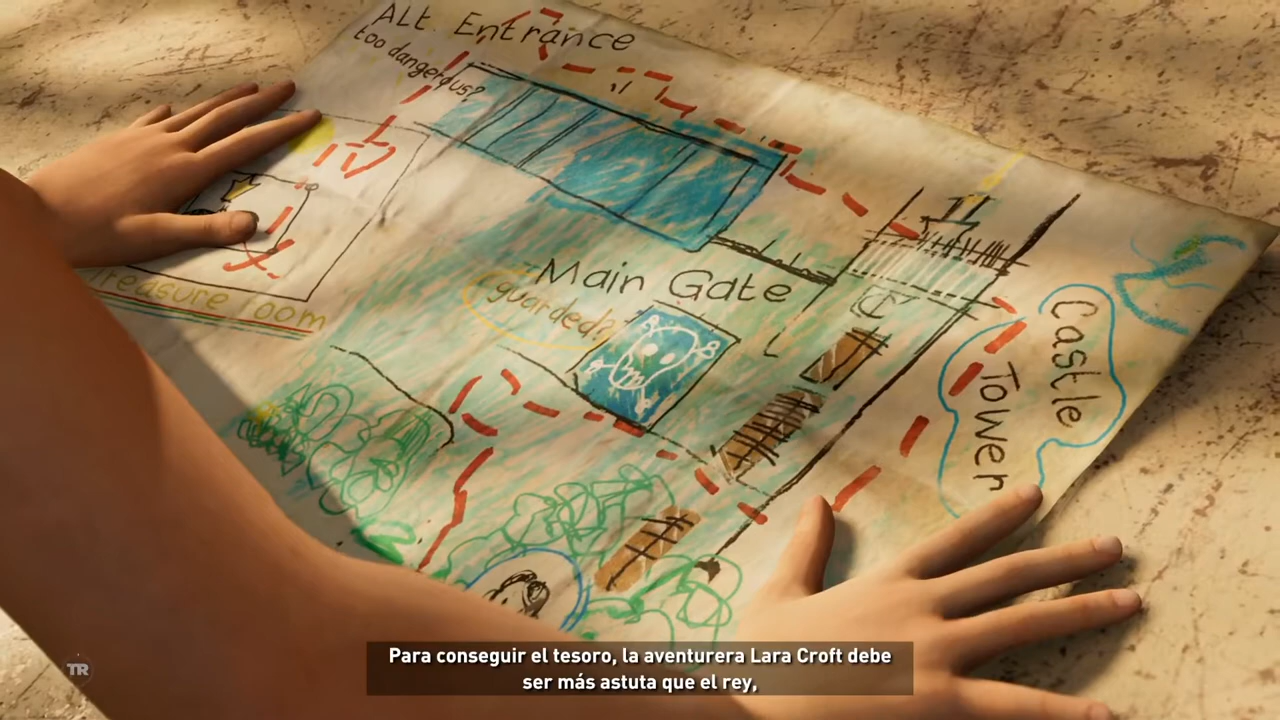 ALt. Entrance
too dangerous?
Main Gate
guarded?
treasure room
Castle
Tower
TR
Para conseguir el tesoro, la aventurera Lara Croft debe
ser más astuta que el rey,